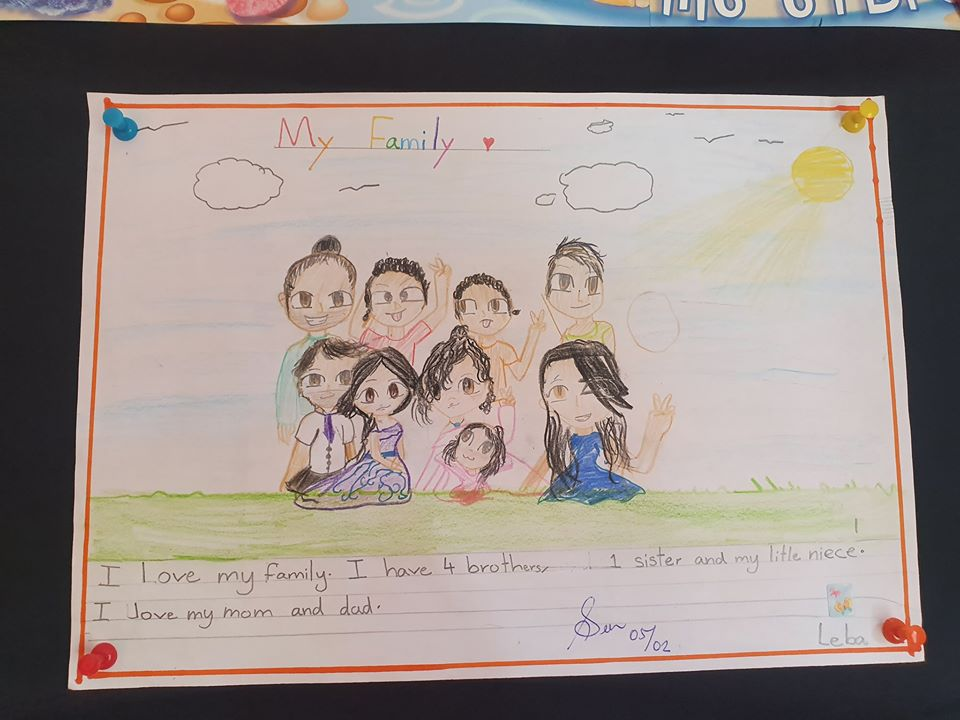 My Family
I Love my family. I have 4 brothers, 1 sister and my litle niece.
I love my mom and dad.
05/02
Leba